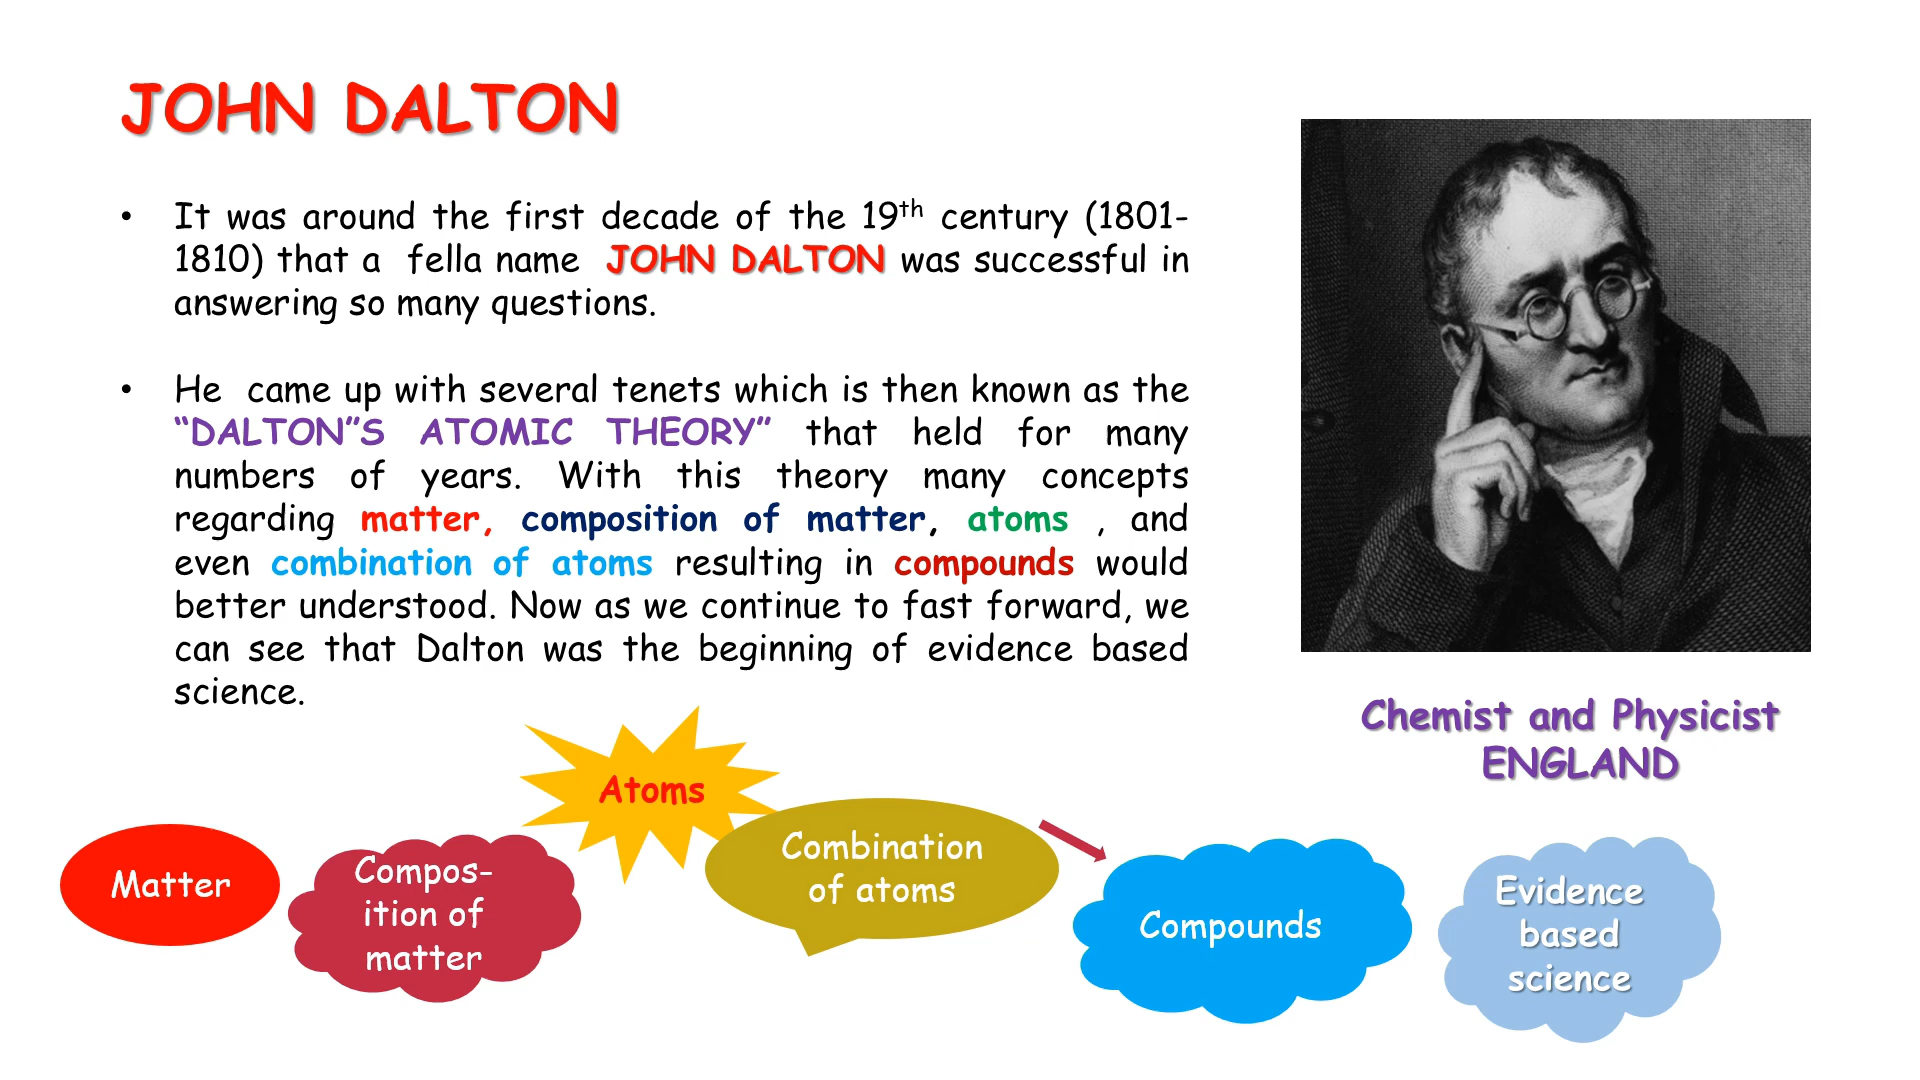 JOHN DALTON
• It was around the first decade of the 19th century (1801-
1810) that a fella name JOHN DALTON was successful in
answering so many questions.
• He came up with several tenets which is then known as the
“DALTON”S ATOMIC THEORY” that held for many
numbers of years. With this theory many concepts
regarding matter, composition of matter, atoms , and
even combination of atoms resulting in compounds would
better understood. Now as we continue to fast forward, we
can see that Dalton was the beginning of evidence based
science.
Chemist and Physicist
ENGLAND
Matter
Compos-
ition of
matter
Atoms
Combination
of atoms
Compounds
Evidence
based
science